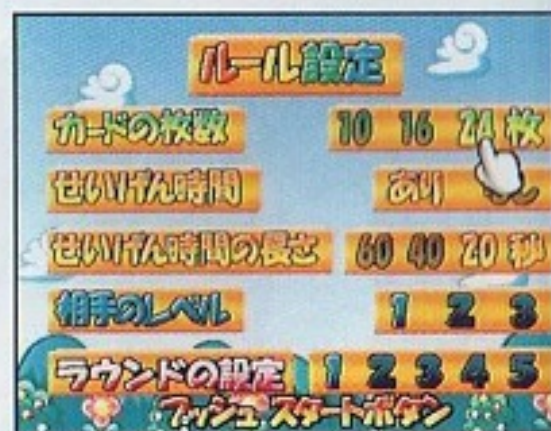 ルール設定
カードの枚数 10 16 24 枚
せいげん時間 あり
せいげん時間の長さ 60 40 20 秒
相手のレベル 1 2 3
ラウンドの設定 1 2 3 4 5
プッシュ スタートボタン